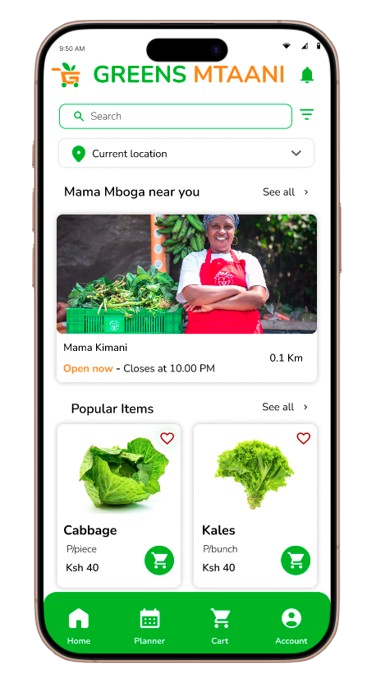 9:50 AM
GREENS MTAANI
Search
Current location
Mama Mboga near you
See all
Mama Kimani
0.1 Km
Open now - Closes at 10.00 PM
Popular Items
See all
Cabbage
P/piece
Ksh 40
Kales
P/bunch
Ksh 40
Home
Planner
Cart
Account